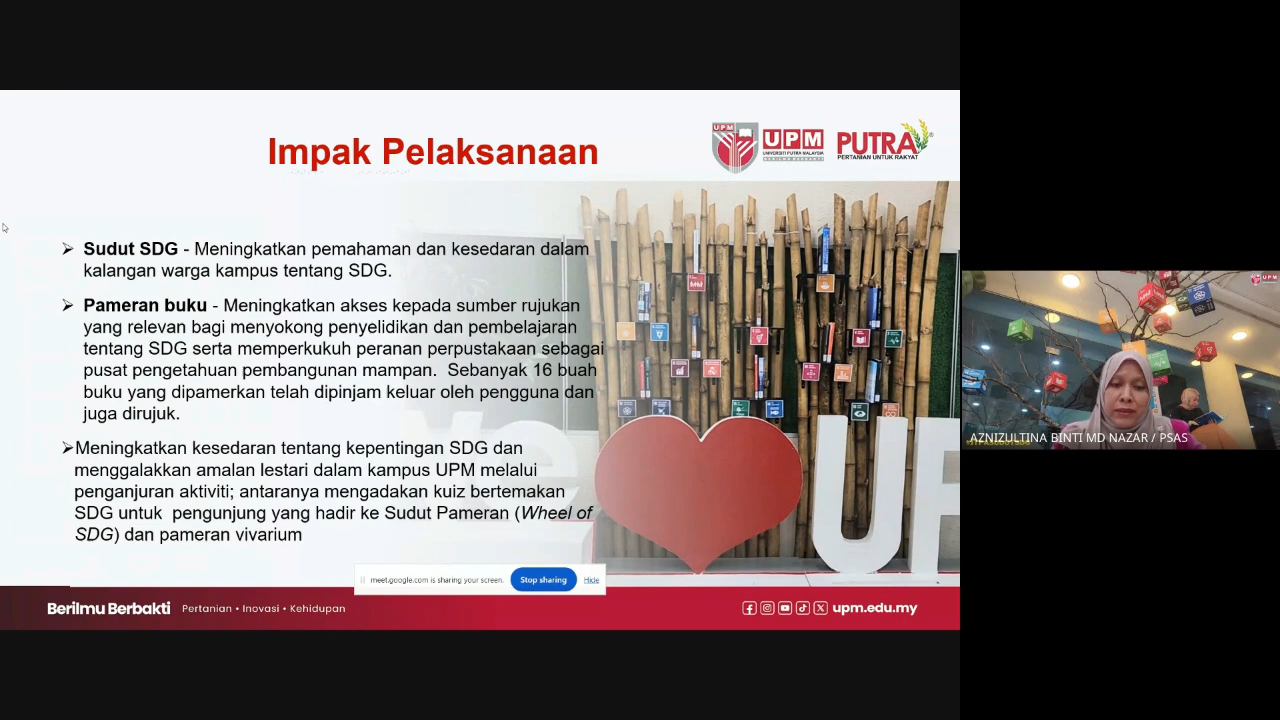 Impak Pelaksanaan
UPM
UPM
UNIVERSITI PUTRA MALAYSIA
BERILMU BERBAKTI
PUTRA
PERTANIAN UNTUK RAKYAT
➢ Sudut SDG - Meningkatkan pemahaman dan kesedaran dalam
kalangan warga kampus tentang SDG.
➢ Pameran buku - Meningkatkan akses kepada sumber rujukan
yang relevan bagi menyokong penyelidikan dan pembelajaran
tentang SDG serta memperkukuh peranan perpustakaan sebagai
pusat pengetahuan pembangunan mampan. Sebanyak 16 buah
buku yang dipamerkan telah dipinjam keluar oleh pengguna dan
juga dirujuk.
➢Meningkatkan kesedaran tentang kepentingan SDG dan
menggalakkan amalan lestari dalam kampus UPM melalui
penganjuran aktiviti; antaranya mengadakan kuiz bertemakan
SDG untuk pengunjung yang hadir ke Sudut Pameran (Wheel of
SDG) dan pameran vivarium
meet.google.com is sharing your screen. Stop sharing Hide
Berilmu Berbakti Pertanian • Inovasi • Kehidupan
upm.edu.my
AZNIZULTINA BINTI MD NAZAR / PSAS